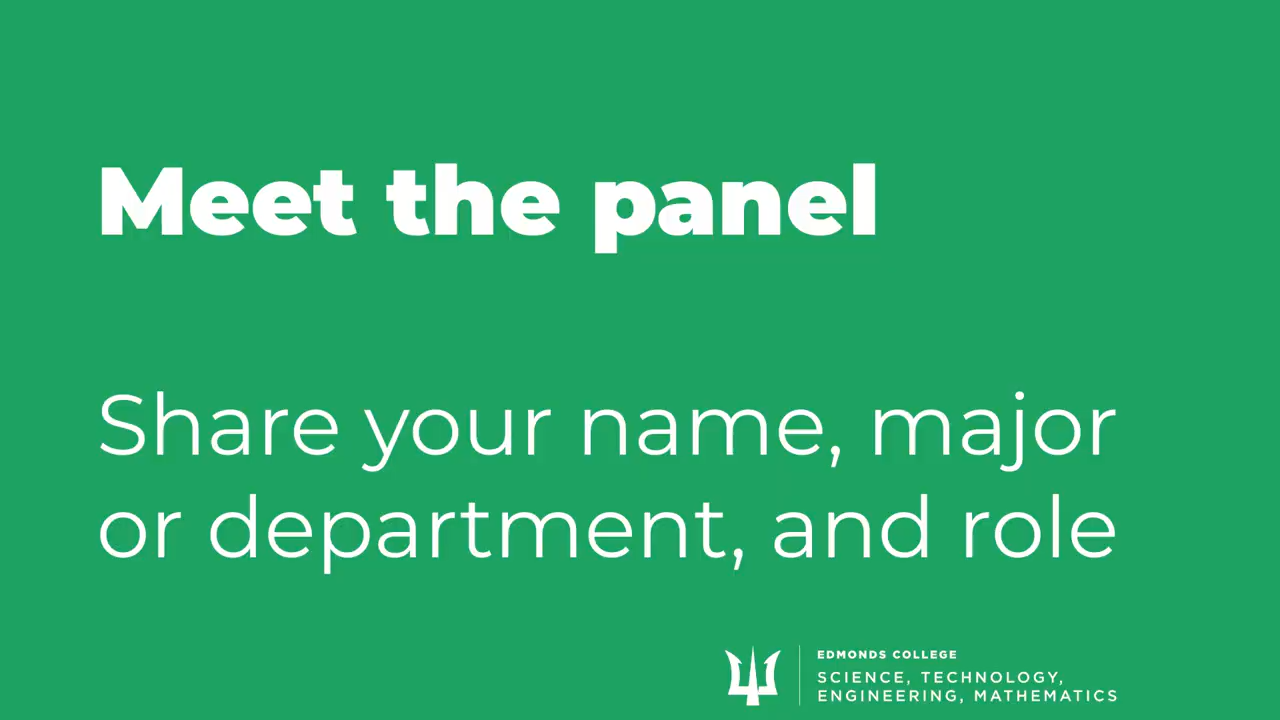 Meet the panel
Share your name, major
or department, and role
EDMONDS COLLEGE
SCIENCE, TECHNOLOGY,
ENGINEERING, MATHEMATICS